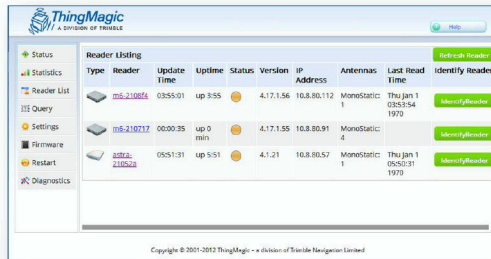 ThingMagic
A DIVISION OF TRIMBLE
Help
Status
Statistics
Reader List
Query
Settings
Firmware
Restart
Diagnostics
Reader Listing
Refresh Reader
Type Reader Update Time Uptime Status Version IP Address Antennas Last Read Time Identify Reader
m6-2108f4 03:55:01 up 3:55 4.17.1.56 10.8.80.112 MonoStatic: 1 Thu Jan 1 03:53:54 1970 IdentifyReader
m6-210717 00:00:35 up 0 min 4.17.1.55 10.8.80.91 MonoStatic: 4 IdentifyReader
astra-21052a 05:51:31 up 5:51 4.1.21 10.8.80.57 MonoStatic: 1 Thu Jan 1 05:50:31 1970 IdentifyReader
Copyright © 2001-2012 ThingMagic – a division of Trimble Navigation Limited